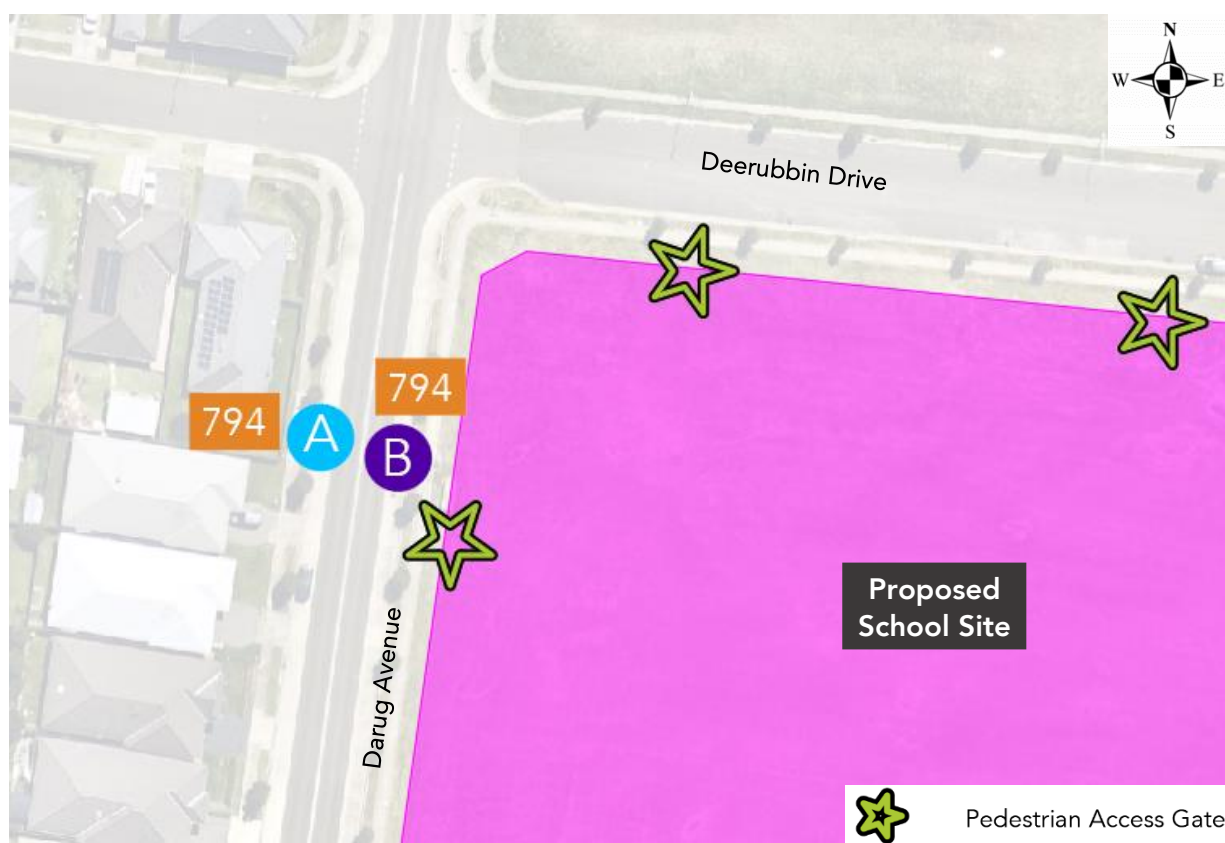 N
W E
S
Deerubbin Drive
794
794
A
B
Darug Avenue
Proposed
School Site
Pedestrian Access Gate